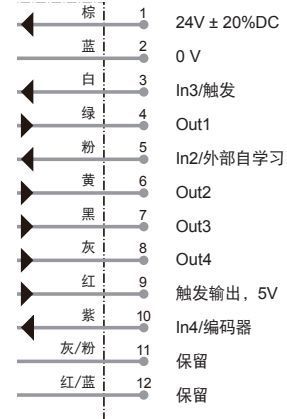 棕 1 24V ± 20%DC
蓝 2 0 V
白 3 In3/触发
绿 4 Out1
粉 5 In2/外部自学习
黄 6 Out2
黑 7 Out3
灰 8 Out4
红 9 触发输出，5V
紫 10 In4/编码器
灰/粉 11 保留
红/蓝 12 保留